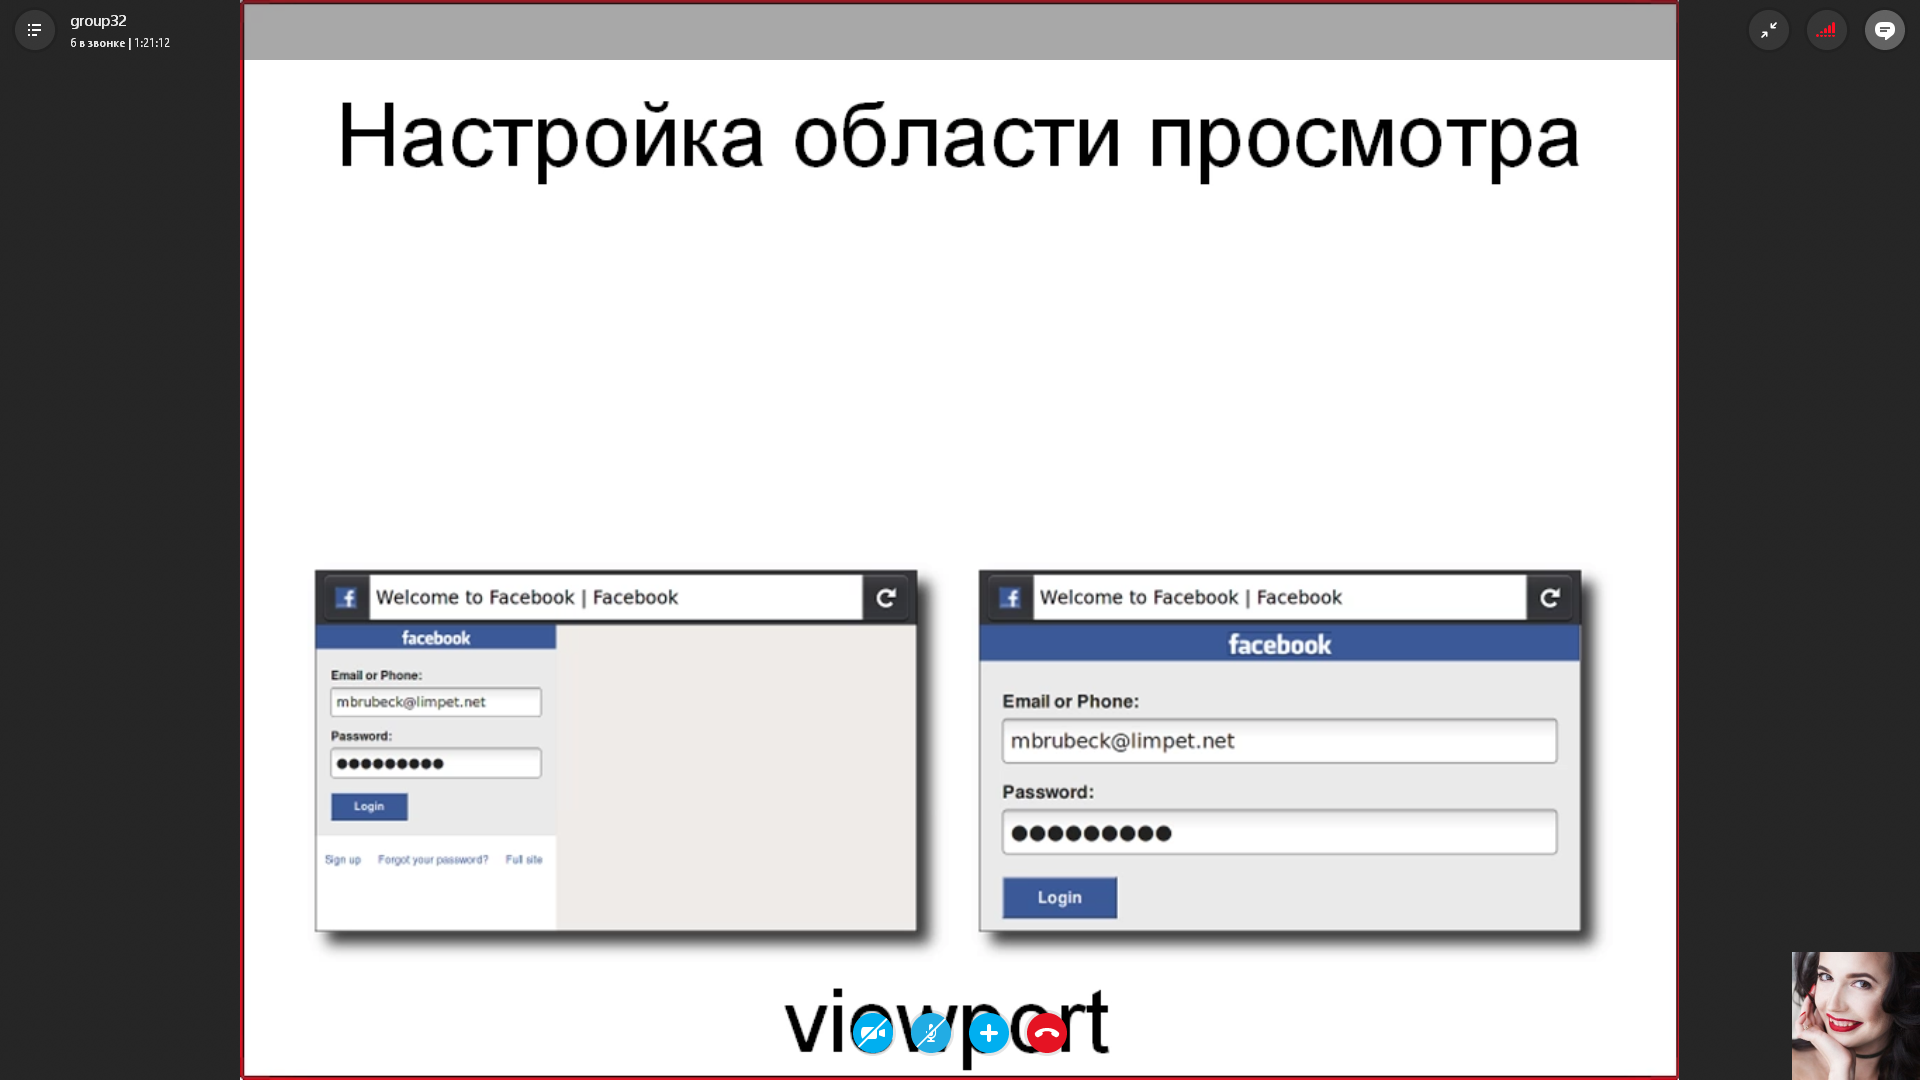 group32
6 в звонке | 1:21:12
Настройка области просмотра
Welcome to Facebook | Facebook
facebook
Email or Phone:
mbrubeck@limpet.net
Password:
Login
Sign up Forgot your password? Full site
Welcome to Facebook | Facebook
facebook
Email or Phone:
mbrubeck@limpet.net
Password:
Login
viewport